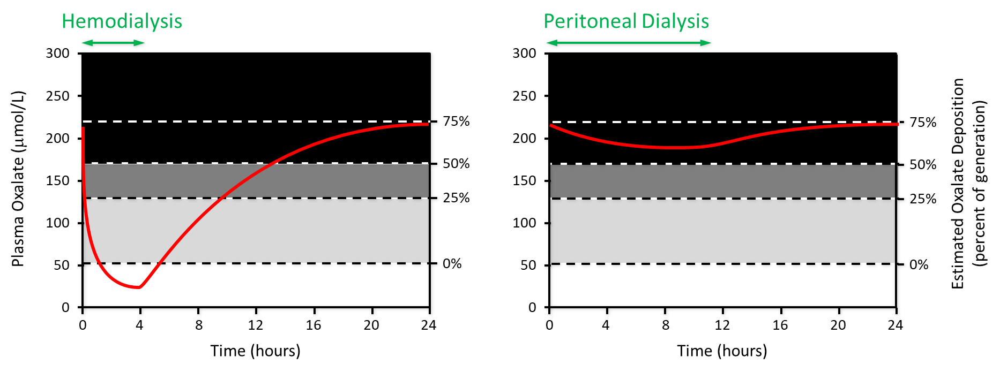 Hemodialysis
Peritoneal Dialysis
Plasma Oxalate (μmol/L)
300
250
200
150
100
50
0
75%
50%
25%
0%
0 4 8 12 16 20 24
Time (hours)
300
250
200
150
100
50
0
75%
50%
25%
0%
0 4 8 12 16 20 24
Time (hours)
Estimated Oxalate Deposition
(percent of generation)